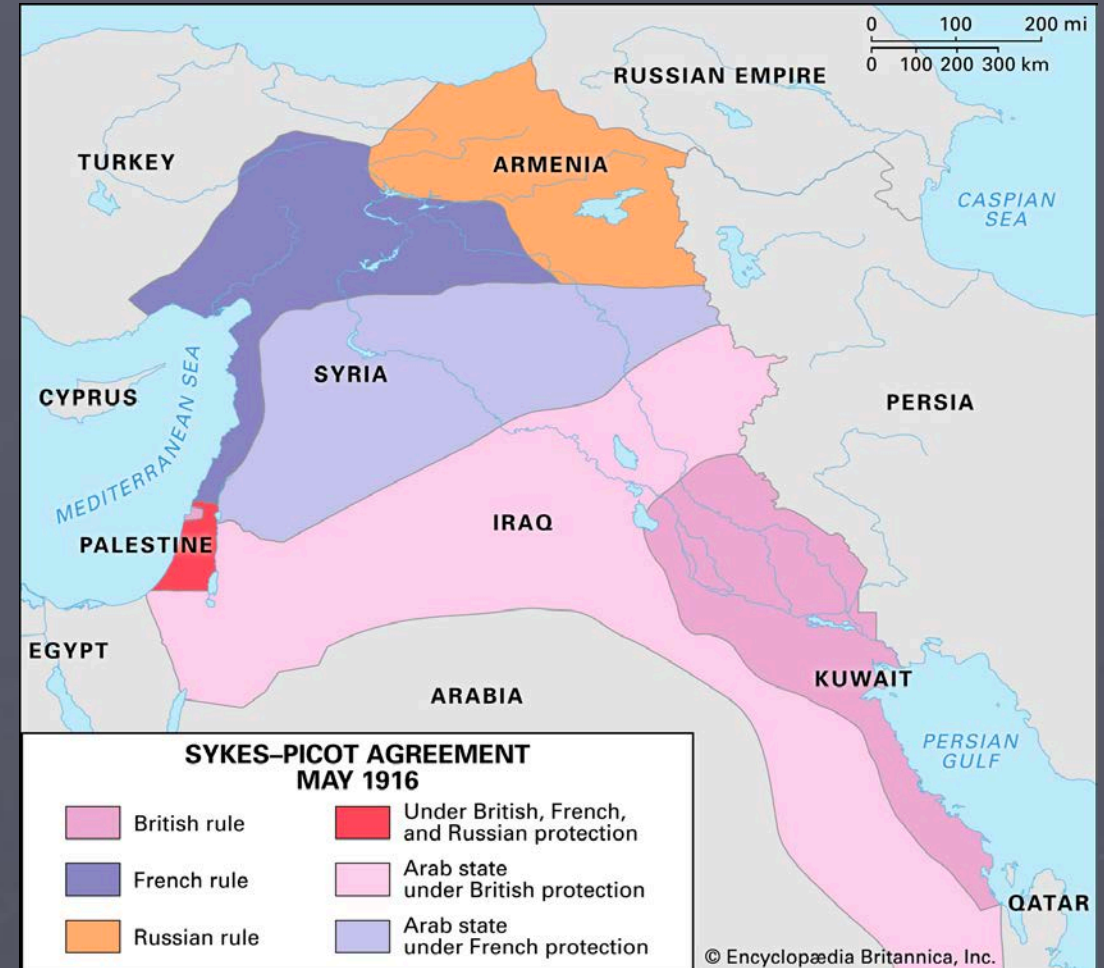 0 100 200 mi
0 100 200 300 km
RUSSIAN EMPIRE
TURKEY
ARMENIA
CASPIAN
SEA
SYRIA
CYPRUS
MEDITERRANEAN SEA
PERSIA
IRAQ
PALESTINE
EGYPT
KUWAIT
ARABIA
PERSIAN
GULF
QATAR
SYKES–PICOT AGREEMENT
MAY 1916
British rule
French rule
Russian rule
Under British, French,
and Russian protection
Arab state
under British protection
Arab state
under French protection
© Encyclopædia Britannica, Inc.